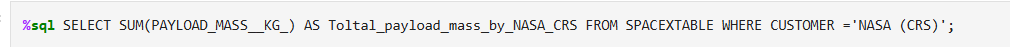 %sql SELECT SUM(PAYLOAD_MASS__KG_) AS Toltal_payload_mass_by_NASA_CRS FROM SPACEXTABLE WHERE CUSTOMER ='NASA (CRS)';